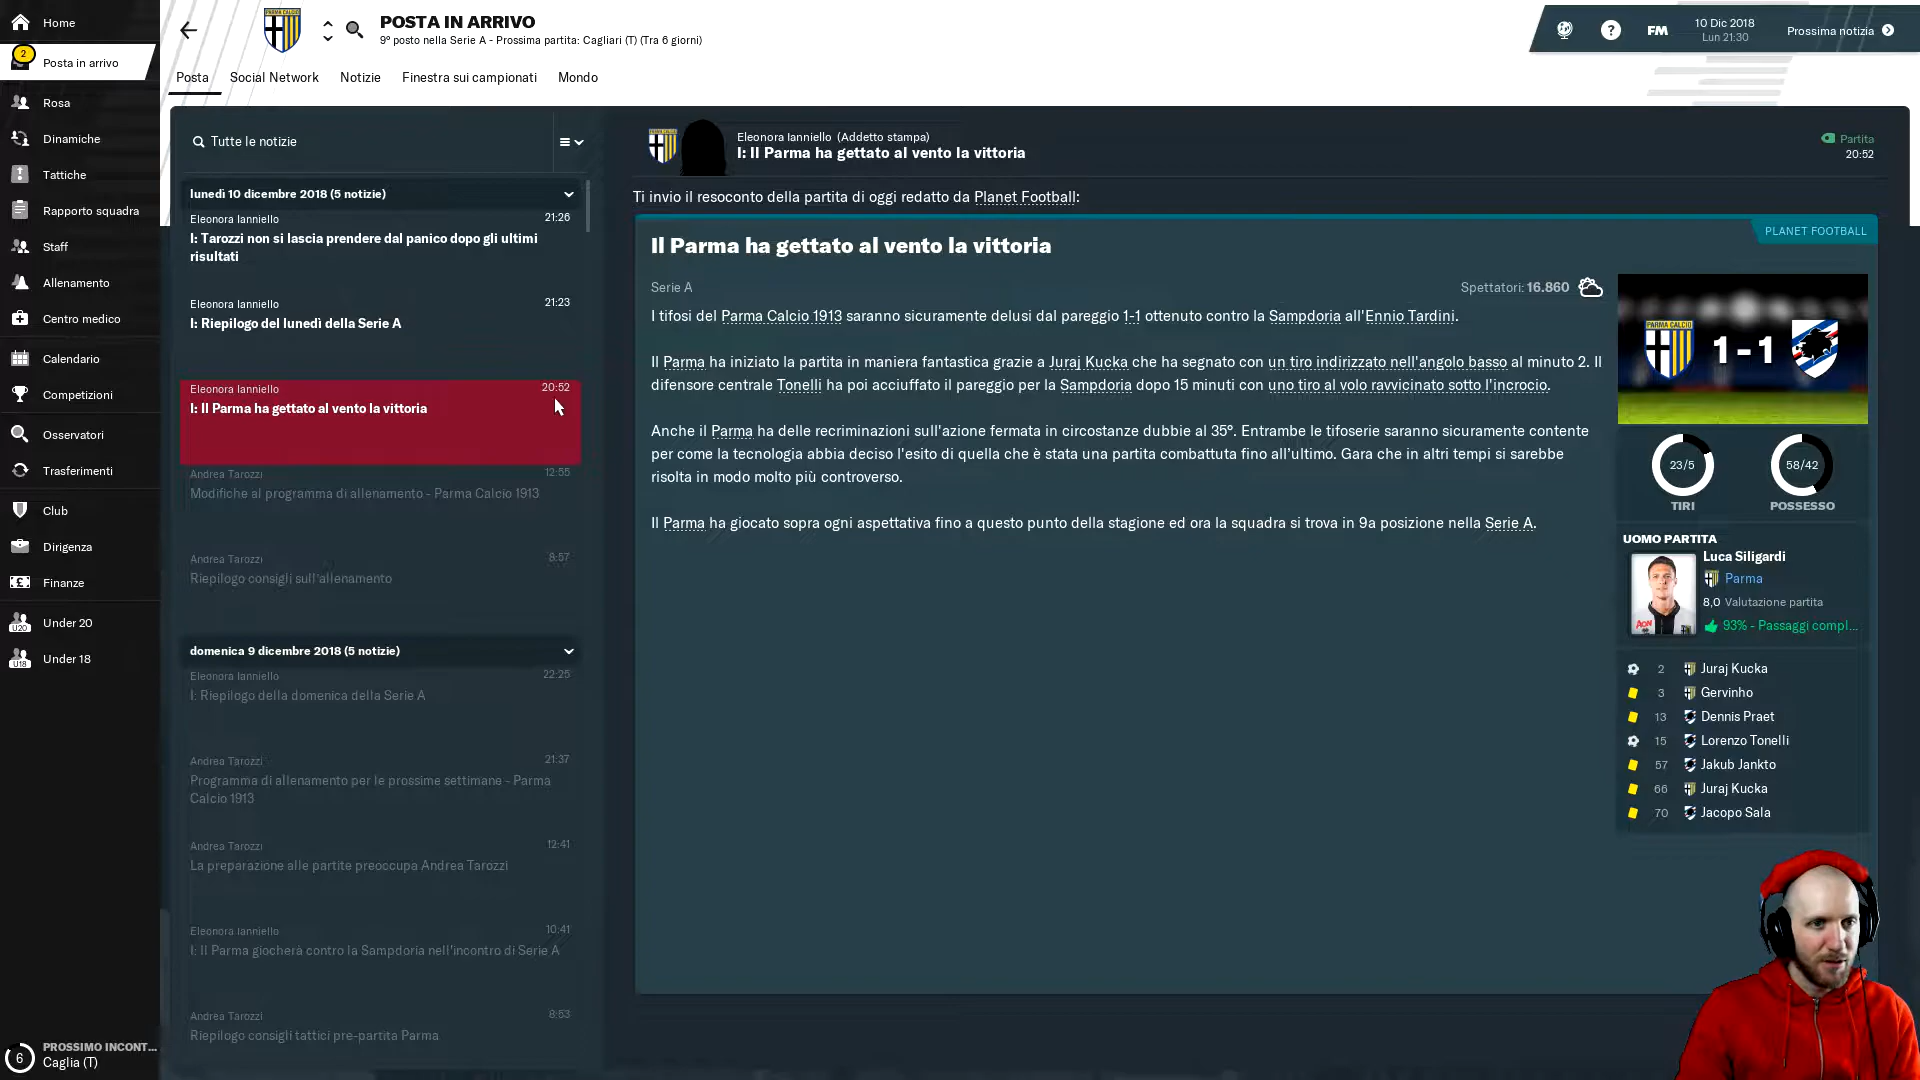 Home
2
Posta in arrivo
Rosa
Dinamiche
Tattiche
Rapporto squadra
Staff
Allenamento
Centro medico
Calendario
Competizioni
Osservatori
Trasferimenti
Club
Dirigenza
Finanze
U20
Under 20
U18
Under 18
6
PROSSIMO INCONT...
Caglia (T)
PARMA CALCIO
POSTA IN ARRIVO
9° posto nella Serie A - Prossima partita: Cagliari (T) (Tra 6 giorni)
?
FM
10 Dic 2018
Lun 21:30
Prossima notizia
Posta
Social Network
Notizie
Finestra sui campionati
Mondo
Tutte le notizie
lunedì 10 dicembre 2018 (5 notizie)
Eleonora Ianniello
21:26
I: Tarozzi non si lascia prendere dal panico dopo gli ultimi
risultati
Eleonora Ianniello
21:23
I: Riepilogo del lunedì della Serie A
Eleonora Ianniello
20:52
I: Il Parma ha gettato al vento la vittoria
Andrea Tarozzi
12:55
Modifiche al programma di allenamento - Parma Calcio 1913
Andrea Tarozzi
8:57
Riepilogo consigli sull'allenamento
domenica 9 dicembre 2018 (5 notizie)
Eleonora Ianniello
22:25
I: Riepilogo della domenica della Serie A
Andrea Tarozzi
21:37
Programma di allenamento per le prossime settimane - Parma
Calcio 1913
Andrea Tarozzi
12:41
La preparazione alle partite preoccupa Andrea Tarozzi
Eleonora Ianniello
10:41
I: Il Parma giocherà contro la Sampdoria nell'incontro di Serie A
Andrea Tarozzi
8:53
Riepilogo consigli tattici pre-partita Parma
Eleonora Ianniello (Addetto stampa)
I: Il Parma ha gettato al vento la vittoria
Partita
20:52
Ti invio il resoconto della partita di oggi redatto da Planet Football:
PLANET FOOTBALL
Il Parma ha gettato al vento la vittoria
Serie A
Spettatori: 16.860
I tifosi del Parma Calcio 1913 saranno sicuramente delusi dal pareggio 1-1 ottenuto contro la Sampdoria all'Ennio Tardini.
Il Parma ha iniziato la partita in maniera fantastica grazie a Juraj Kucka che ha segnato con un tiro indirizzato nell'angolo basso al minuto 2. Il
difensore centrale Tonelli ha poi acciuffato il pareggio per la Sampdoria dopo 15 minuti con uno tiro al volo ravvicinato sotto l'incrocio.
Anche il Parma ha delle recriminazioni sull'azione fermata in circostanze dubbie al 35°. Entrambe le tifoserie saranno sicuramente contente
per come la tecnologia abbia deciso l'esito di quella che è stata una partita combattuta fino all'ultimo. Gara che in altri tempi si sarebbe
risolta in modo molto più controverso.
Il Parma ha giocato sopra ogni aspettativa fino a questo punto della stagione ed ora la squadra si trova in 9a posizione nella Serie A.
PARMA CALCIO
1 - 1
23/5
TIRI
58/42
POSSESSO
UOMO PARTITA
Luca Siligardi
Parma
8,0 Valutazione partita
93% - Passaggi compl...
AON
2 Juraj Kucka
3 Gervinho
13 Dennis Praet
15 Lorenzo Tonelli
57 Jakub Jankto
66 Juraj Kucka
70 Jacopo Sala